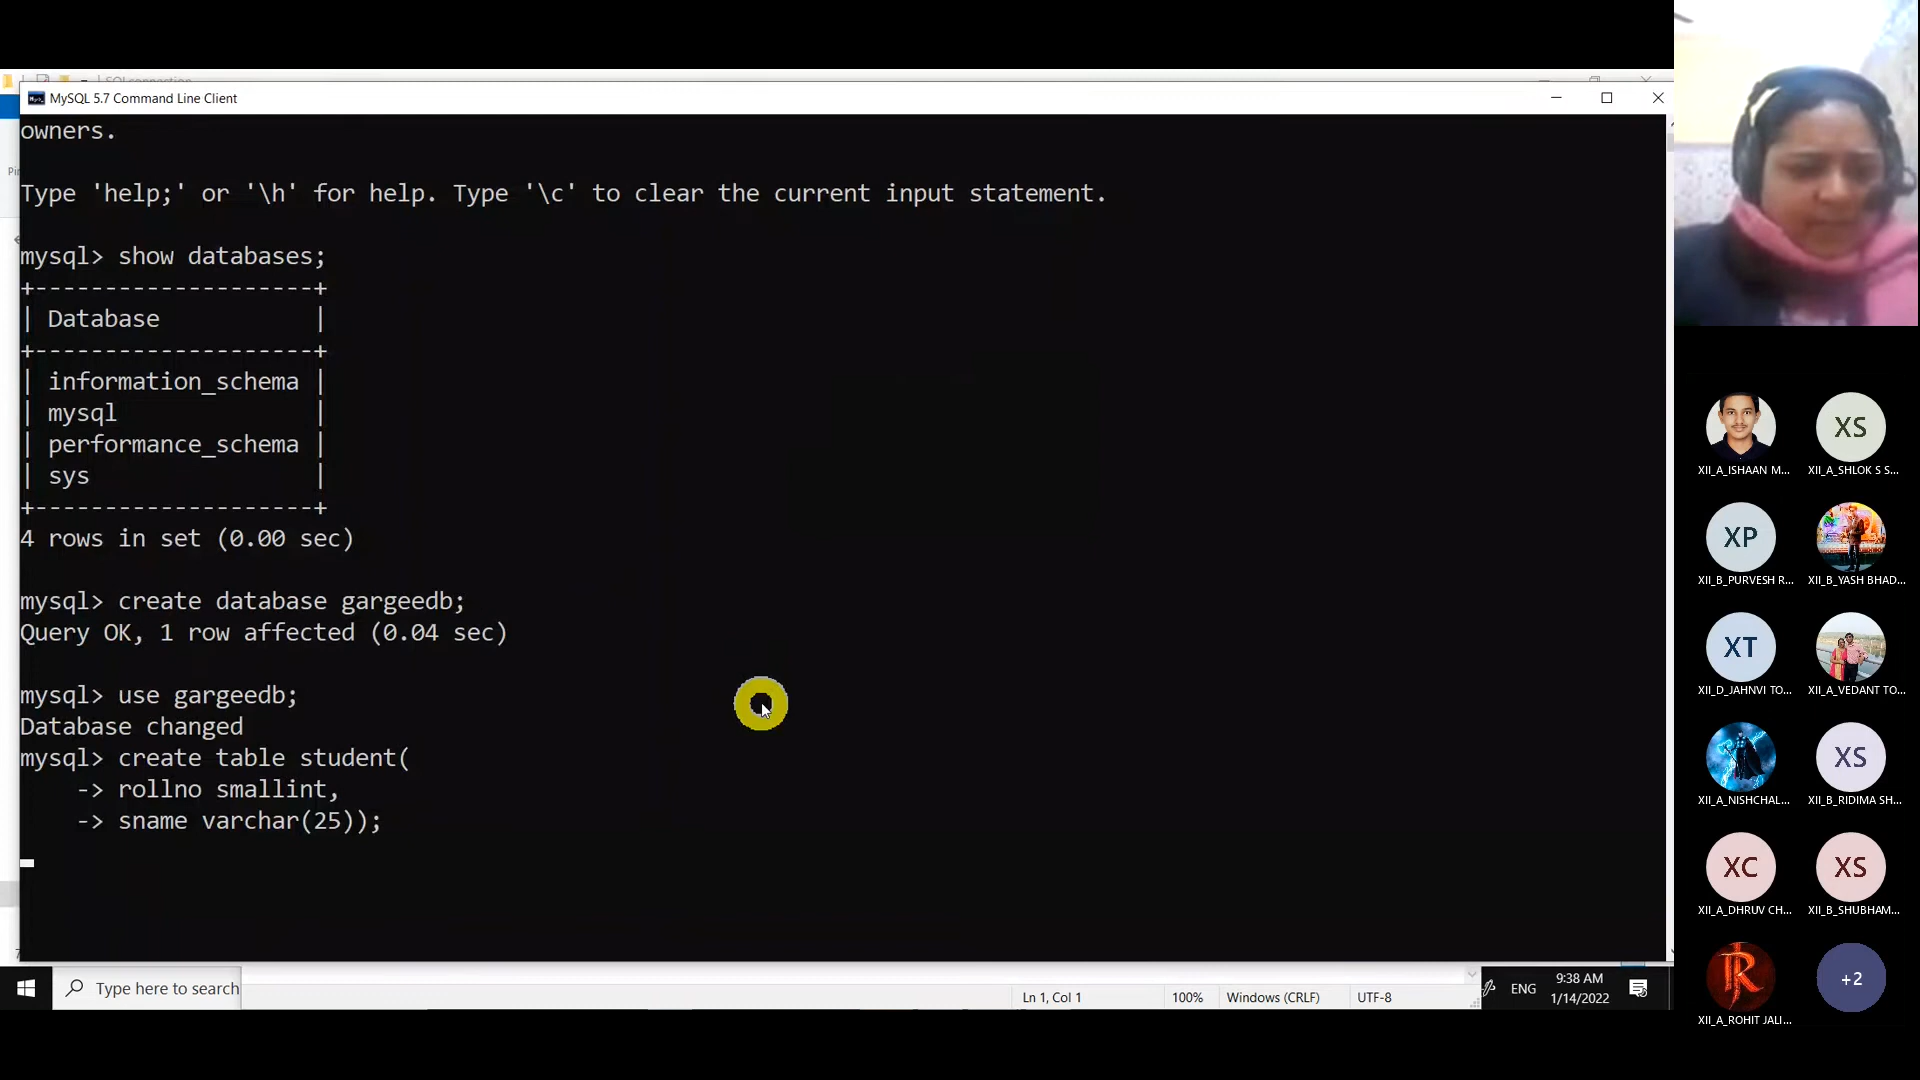 MySQL 5.7 Command Line Client
owners.
Type 'help;' or '\h' for help. Type '\c' to clear the current input statement.
mysql> show databases;
+--------------------+
| Database           |
+--------------------+
| information_schema |
| mysql              |
| performance_schema |
| sys                |
+--------------------+
4 rows in set (0.00 sec)
mysql> create database gargeedb;
Query OK, 1 row affected (0.04 sec)
mysql> use gargeedb;
Database changed
mysql> create table student(
    -> rollno smallint,
    -> sname varchar(25));
Type here to search
Ln 1, Col 1
100%
Windows (CRLF)
UTF-8
ENG
9:38 AM
1/14/2022
XII_A_ISHAAN M...
XS
XII_A_SHLOK S S...
XP
XII_B_PURVESH R...
XII_B_YASH BHAD...
XT
XII_D_JAHNVI TO...
XII_A_VEDANT TO...
XII_A_NISHCHAL...
XS
XII_B_RIDIMA SH...
XC
XII_A_DHRUV CH...
XS
XII_B_SHUBHAM...
XII_A_ROHIT JALI...
+2